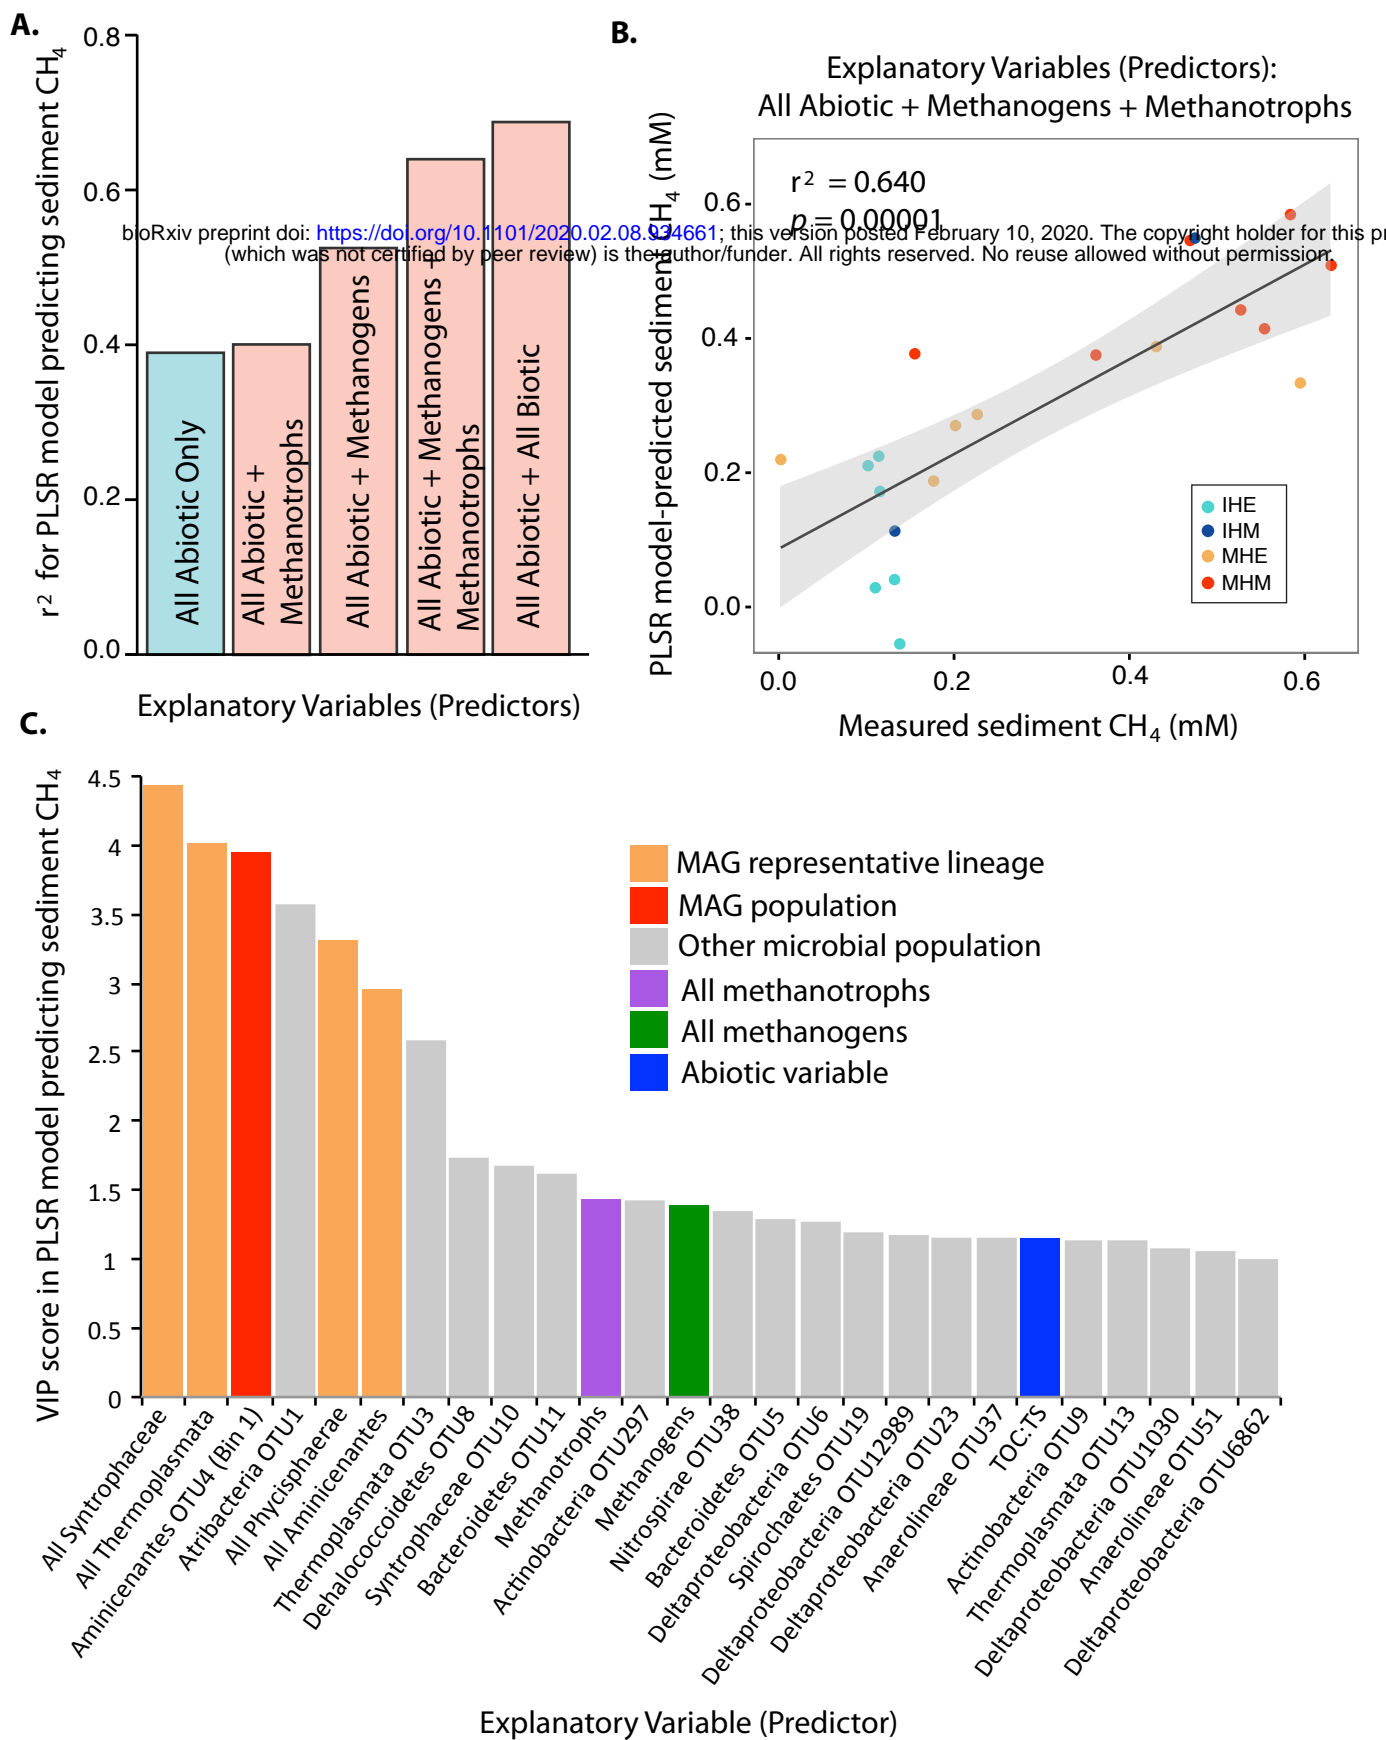 A.
r² for PLSR model predicting sediment CH₄
0.8
0.6
0.4
0.2
0.0
All Abiotic Only
All Abiotic +
Methanotrophs
All Abiotic + Methanogens
All Abiotic + Methanogens +
Methanotrophs
All Abiotic + All Biotic
Explanatory Variables (Predictors)
B.
Explanatory Variables (Predictors):
All Abiotic + Methanogens + Methanotrophs
PLSR model-predicted sediment CH₄ (mM)
r² = 0.640
p = 0.00001
0.6
0.4
0.2
0.0
IHE
IHM
MHE
MHM
0.0 0.2 0.4 0.6
Measured sediment CH₄ (mM)
bioRxiv preprint doi: https://doi.org/10.1101/2020.02.08.934661; this version posted February 10, 2020. The copyright holder for this pr
(which was not certified by peer review) is the author/funder. All rights reserved. No reuse allowed without permission.
C.
VIP score in PLSR model predicting sediment CH₄
4.5
4
3.5
3
2.5
2
1.5
1
0.5
0
MAG representative lineage
MAG population
Other microbial population
All methanotrophs
All methanogens
Abiotic variable
All Syntrophaceae
All Thermoplasmata
Aminicenantes OTU4 (Bin 1)
Atribacteria OTU1
All Phycisphaerae
All Aminicenantes
Thermoplasmata OTU3
Dehalococcoidetes OTU8
Syntrophaceae OTU10
Bacteroidetes OTU11
Methanotrophs
Actinobacteria OTU297
Methanogens
Nitrospirae OTU38
Bacteroidetes OTU5
Deltaproteobacteria OTU6
Spirochaetes OTU19
Deltaproteobacteria OTU12989
Deltaproteobacteria OTU23
Anaerolineae OTU37
TOC:TS
Actinobacteria OTU9
Thermoplasmata OTU13
Deltaproteobacteria OTU1030
Anaerolineae OTU51
Deltaproteobacteria OTU6862
Explanatory Variable (Predictor)